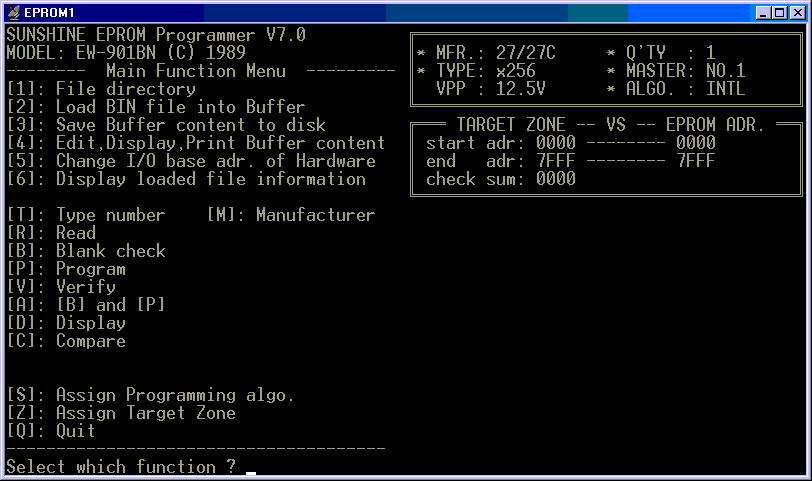 EPROM1
SUNSHINE EPROM Programmer V7.0
MODEL: EW-901BN (C) 1989
-------- Main Function Menu ---------
[1]: File directory
[2]: Load BIN file into Buffer
[3]: Save Buffer content to disk
[4]: Edit,Display,Print Buffer content
[5]: Change I/O base adr. of Hardware
[6]: Display loaded file information
[T]: Type number [M]: Manufacturer
[R]: Read
[B]: Blank check
[P]: Program
[V]: Verify
[A]: [B] and [P]
[D]: Display
[C]: Compare
[S]: Assign Programming algo.
[Z]: Assign Target Zone
[Q]: Quit
--------------------------------------
Select which function ? _
* MFR.: 27/27C * Q'TY : 1
* TYPE: x256 * MASTER: NO.1
VPP : 12.5V * ALGO. : INTL
TARGET ZONE -- VS -- EPROM ADR.
start adr: 0000 -------- 0000
end adr: 7FFF -------- 7FFF
check sum: 0000